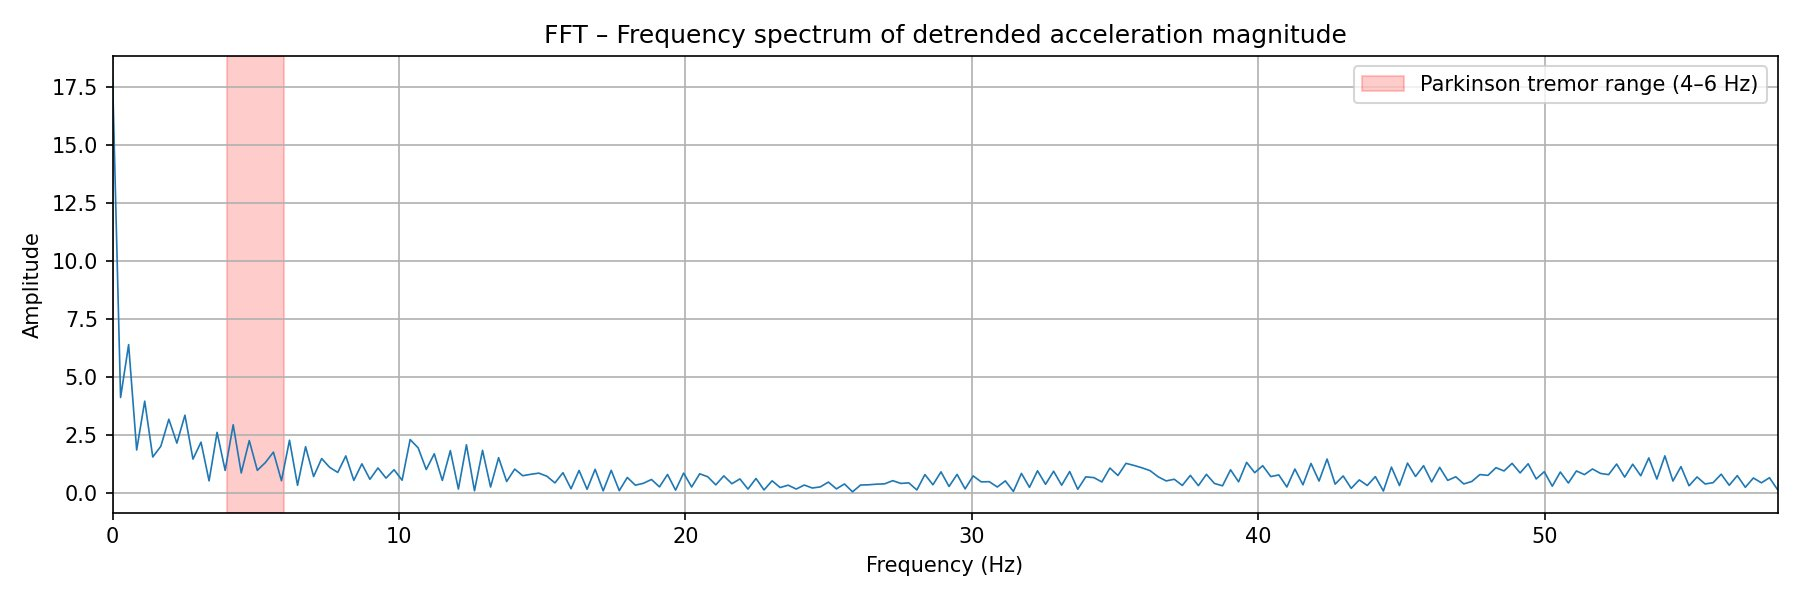 FFT – Frequency spectrum of detrended acceleration magnitude
Parkinson tremor range (4–6 Hz)
17.5
15.0
12.5
10.0
7.5
5.0
2.5
0.0
Amplitude
0 10 20 30 40 50
Frequency (Hz)